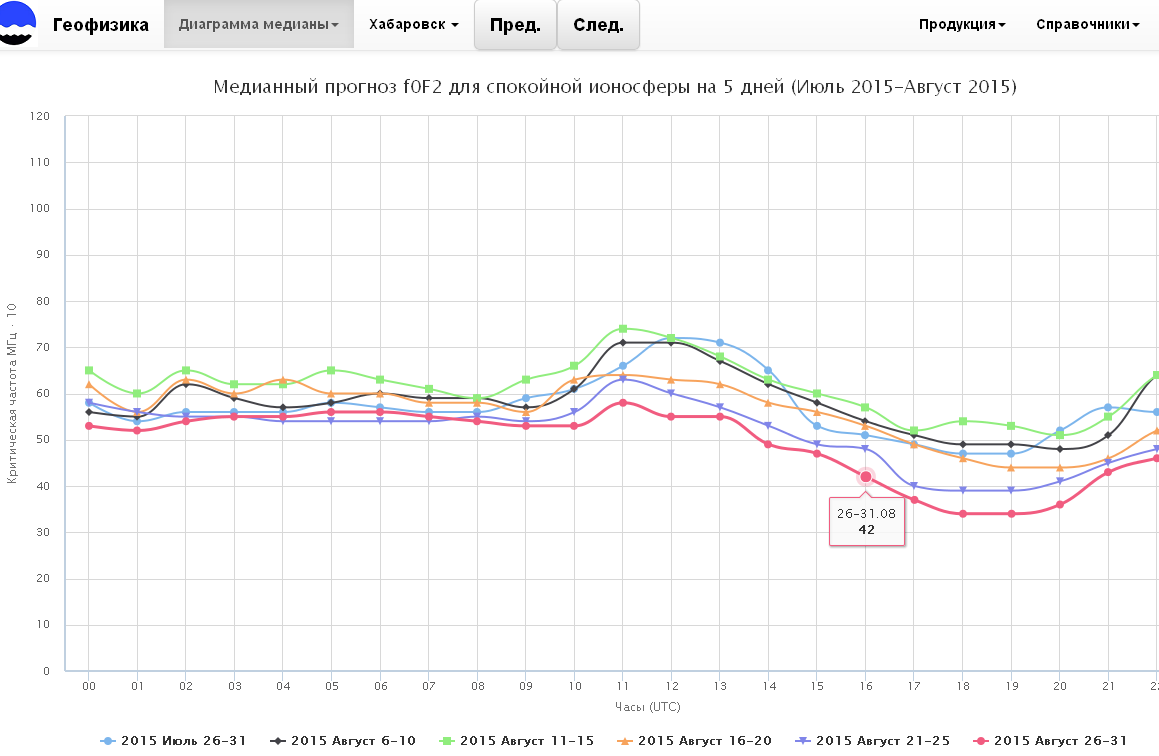 Геофизика Диаграмма медианы Хабаровск Пред. След. Продукция Справочники
Медианный прогноз f0F2 для спокойной ионосферы на 5 дней (Июль 2015-Август 2015)
120
110
100
90
80
70
60
50
40
30
20
10
0
Критическая частота МГц · 10
26-31.08
42
00 01 02 03 04 05 06 07 08 09 10 11 12 13 14 15 16 17 18 19 20 21
Часы (UTC)
2015 Июль 26-31 2015 Август 6-10 2015 Август 11-15 2015 Август 16-20 2015 Август 21-25 2015 Август 26-31